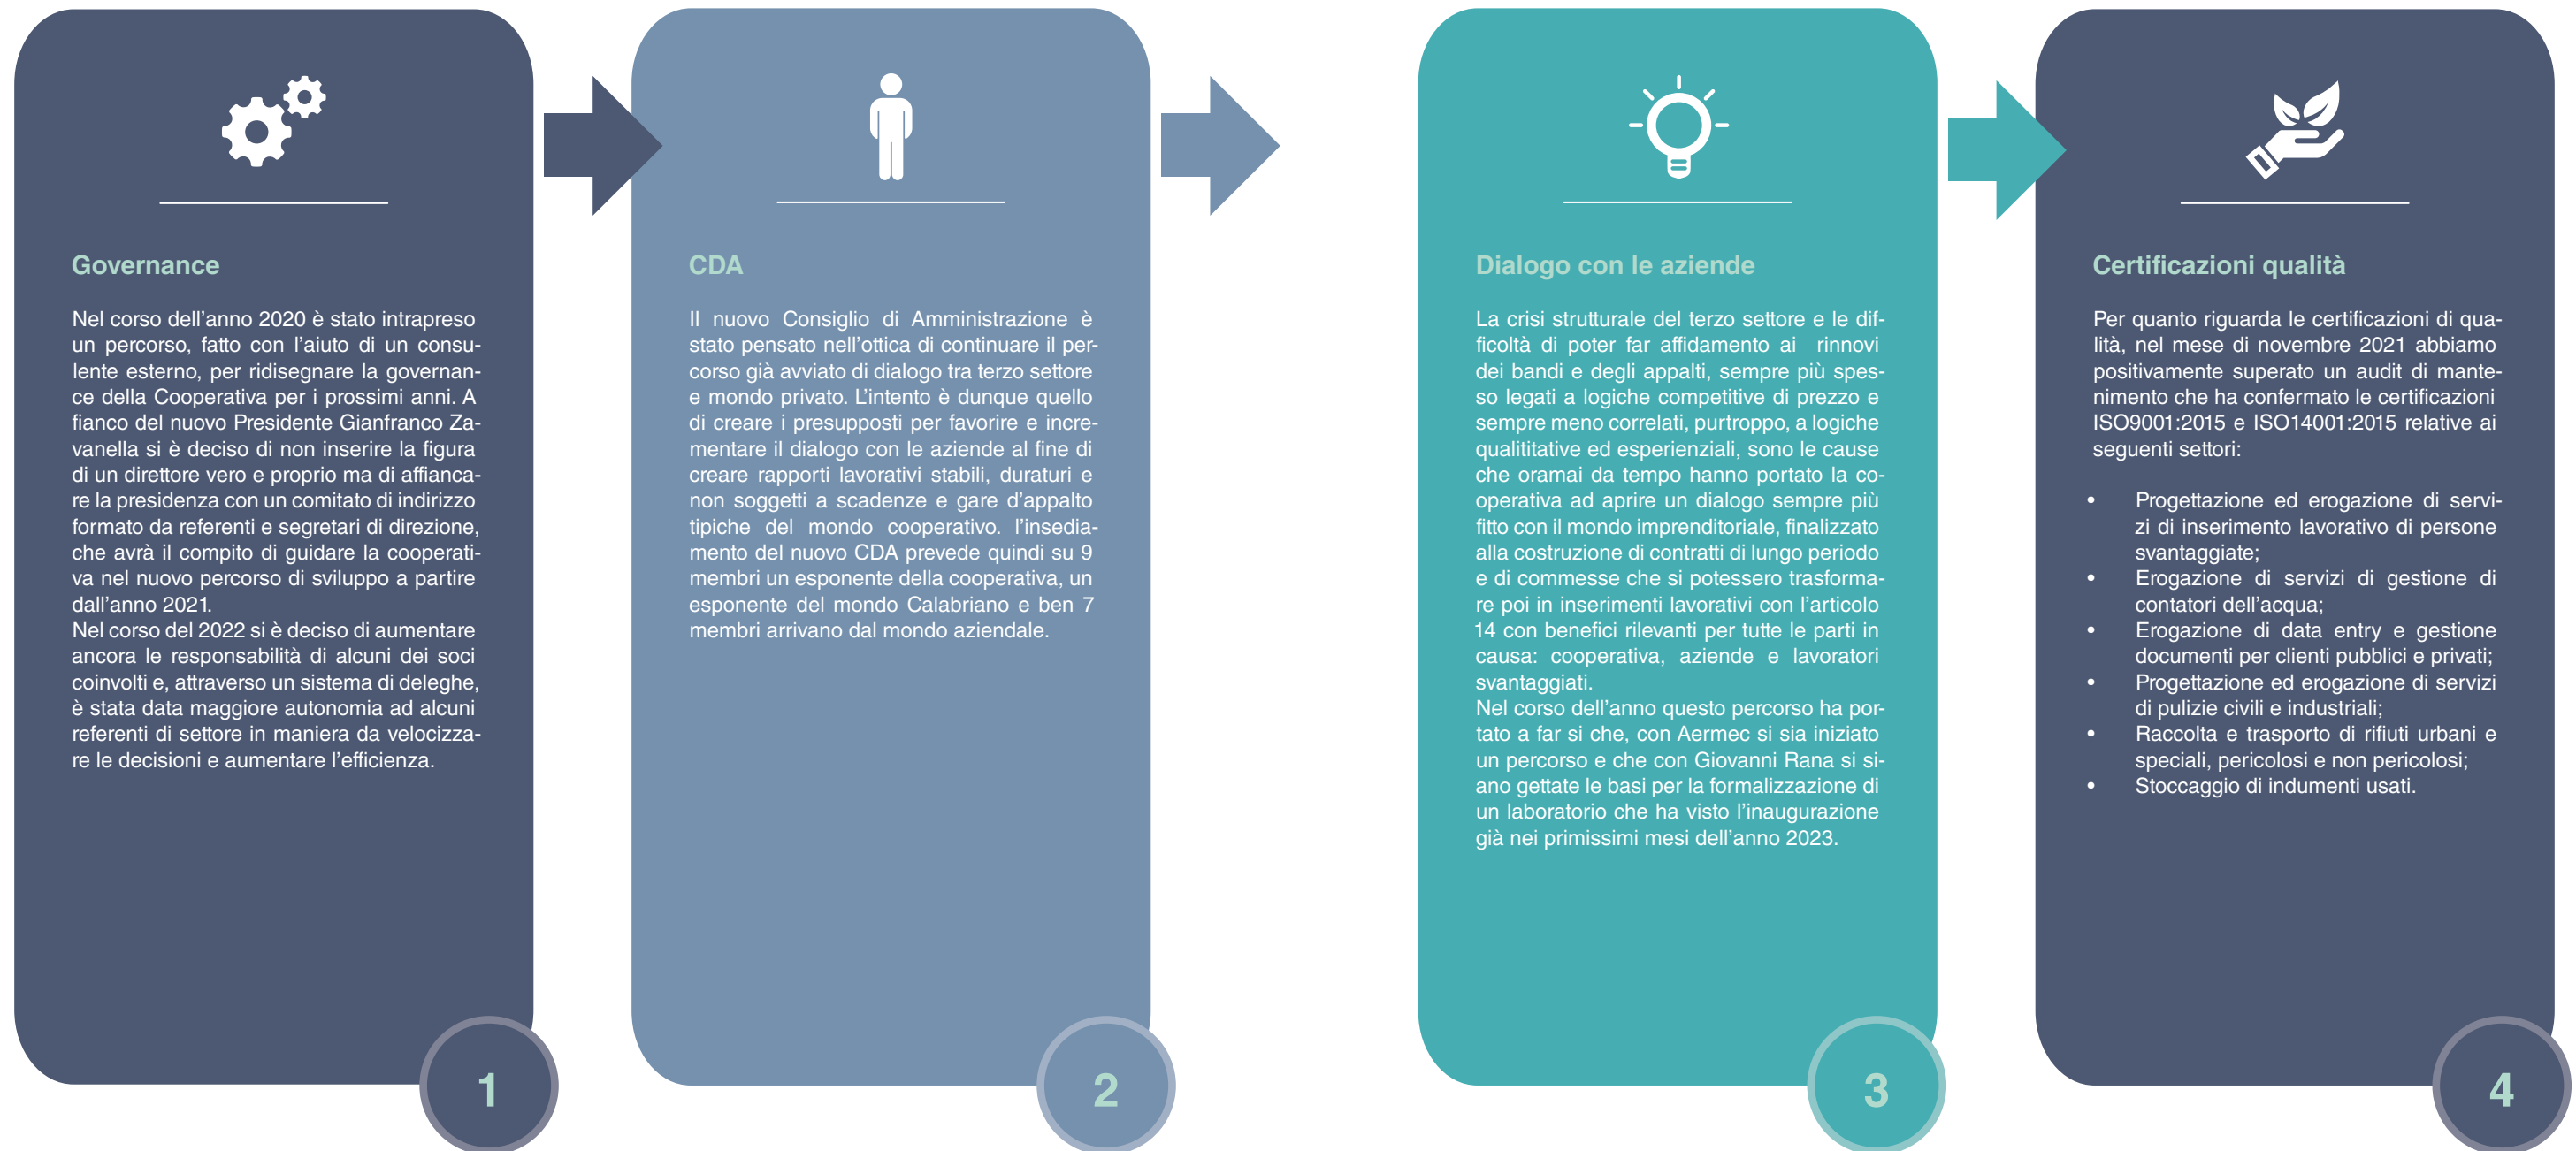 Governance
Nel corso dell'anno 2020 è stato intrapreso
un percorso, fatto con l'aiuto di un consu-
lente esterno, per ridisegnare la governan-
ce della Cooperativa per i prossimi anni. A
fianco del nuovo Presidente Gianfranco Za-
vanella si è deciso di non inserire la figura
di un direttore vero e proprio ma di affianca-
re la presidenza con un comitato di indirizzo
formato da referenti e segretari di direzione,
che avrà il compito di guidare la cooperati-
va nel nuovo percorso di sviluppo a partire
dall'anno 2021.
Nel corso del 2022 si è deciso di aumentare
ancora le responsabilità di alcuni dei soci
coinvolti e, attraverso un sistema di deleghe,
è stata data maggiore autonomia ad alcuni
referenti di settore in maniera da velocizza-
re le decisioni e aumentare l'efficienza.
1
CDA
Il nuovo Consiglio di Amministrazione è
stato pensato nell'ottica di continuare il per-
corso già avviato di dialogo tra terzo settore
e mondo privato. L'intento è dunque quello
di creare i presupposti per favorire e incre-
mentare il dialogo con le aziende al fine di
creare rapporti lavorativi stabili, duraturi e
non soggetti a scadenze e gare d'appalto
tipiche del mondo cooperativo. l'insedia-
mento del nuovo CDA prevede quindi su 9
membri un esponente della cooperativa, un
esponente del mondo Calabriano e ben 7
membri arrivano dal mondo aziendale.
2
Dialogo con le aziende
La crisi strutturale del terzo settore e le dif-
ficoltà di poter far affidamento ai rinnovi
dei bandi e degli appalti, sempre più spes-
so legati a logiche competitive di prezzo e
sempre meno correlati, purtroppo, a logiche
qualititative ed esperienziali, sono le cause
che oramai da tempo hanno portato la co-
operativa ad aprire un dialogo sempre più
fitto con il mondo imprenditoriale, finalizzato
alla costruzione di contratti di lungo periodo
e di commesse che si potessero trasforma-
re poi in inserimenti lavorativi con l'articolo
14 con benefici rilevanti per tutte le parti in
causa: cooperativa, aziende e lavoratori
svantaggiati.
Nel corso dell'anno questo percorso ha por-
tato a far si che, con Aermec si sia iniziato
un percorso e che con Giovanni Rana si si-
ano gettate le basi per la formalizzazione di
un laboratorio che ha visto l'inaugurazione
già nei primissimi mesi dell'anno 2023.
3
Certificazioni qualità
Per quanto riguarda le certificazioni di qua-
lità, nel mese di novembre 2021 abbiamo
positivamente superato un audit di mante-
nimento che ha confermato le certificazioni
ISO9001:2015 e ISO14001:2015 relative ai
seguenti settori:
• Progettazione ed erogazione di servi-
zi di inserimento lavorativo di persone
svantaggiate;
• Erogazione di servizi di gestione di
contatori dell'acqua;
• Erogazione di data entry e gestione
documenti per clienti pubblici e privati;
• Progettazione ed erogazione di servizi
di pulizie civili e industriali;
• Raccolta e trasporto di rifiuti urbani e
speciali, pericolosi e non pericolosi;
• Stoccaggio di indumenti usati.
4